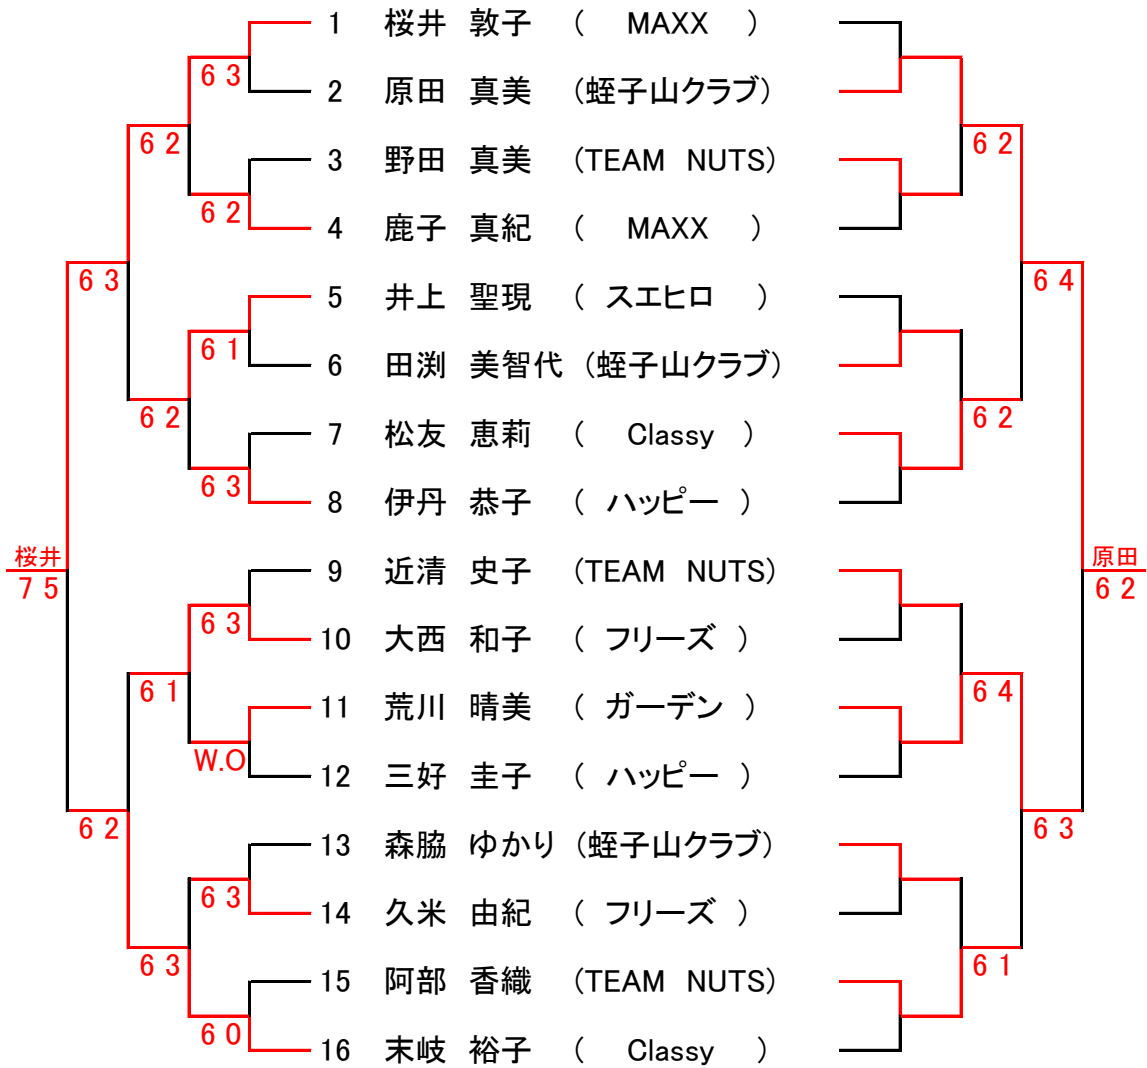 1 桜井 敦子 ( MAXX )
6 3
2 原田 真美 (蛭子山クラブ)
6 2
6 2
3 野田 真美 (TEAM NUTS)
6 2
4 鹿子 真紀 ( MAXX )
6 3
6 4
5 井上 聖現 ( スエヒロ )
6 1
6 田渕 美智代 (蛭子山クラブ)
6 2
6 2
7 松友 恵莉 ( Classy )
6 3
8 伊丹 恭子 ( ハッピー )
桜井
原田
7 5
6 2
9 近清 史子 (TEAM NUTS)
6 3
10 大西 和子 ( フリーズ )
6 1
6 4
11 荒川 晴美 ( ガーデン )
W.O
12 三好 圭子 ( ハッピー )
6 2
6 3
13 森脇 ゆかり (蛭子山クラブ)
6 3
14 久米 由紀 ( フリーズ )
6 3
6 1
15 阿部 香織 (TEAM NUTS)
6 0
16 末岐 裕子 ( Classy )